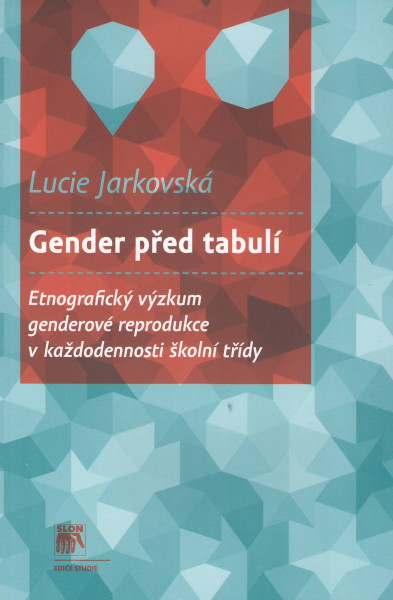 Lucie Jarkovská
Gender před tabulí
Etnografický výzkum
genderové reprodukce
v každodennosti školní třídy
SLON
EDICE STUDIE